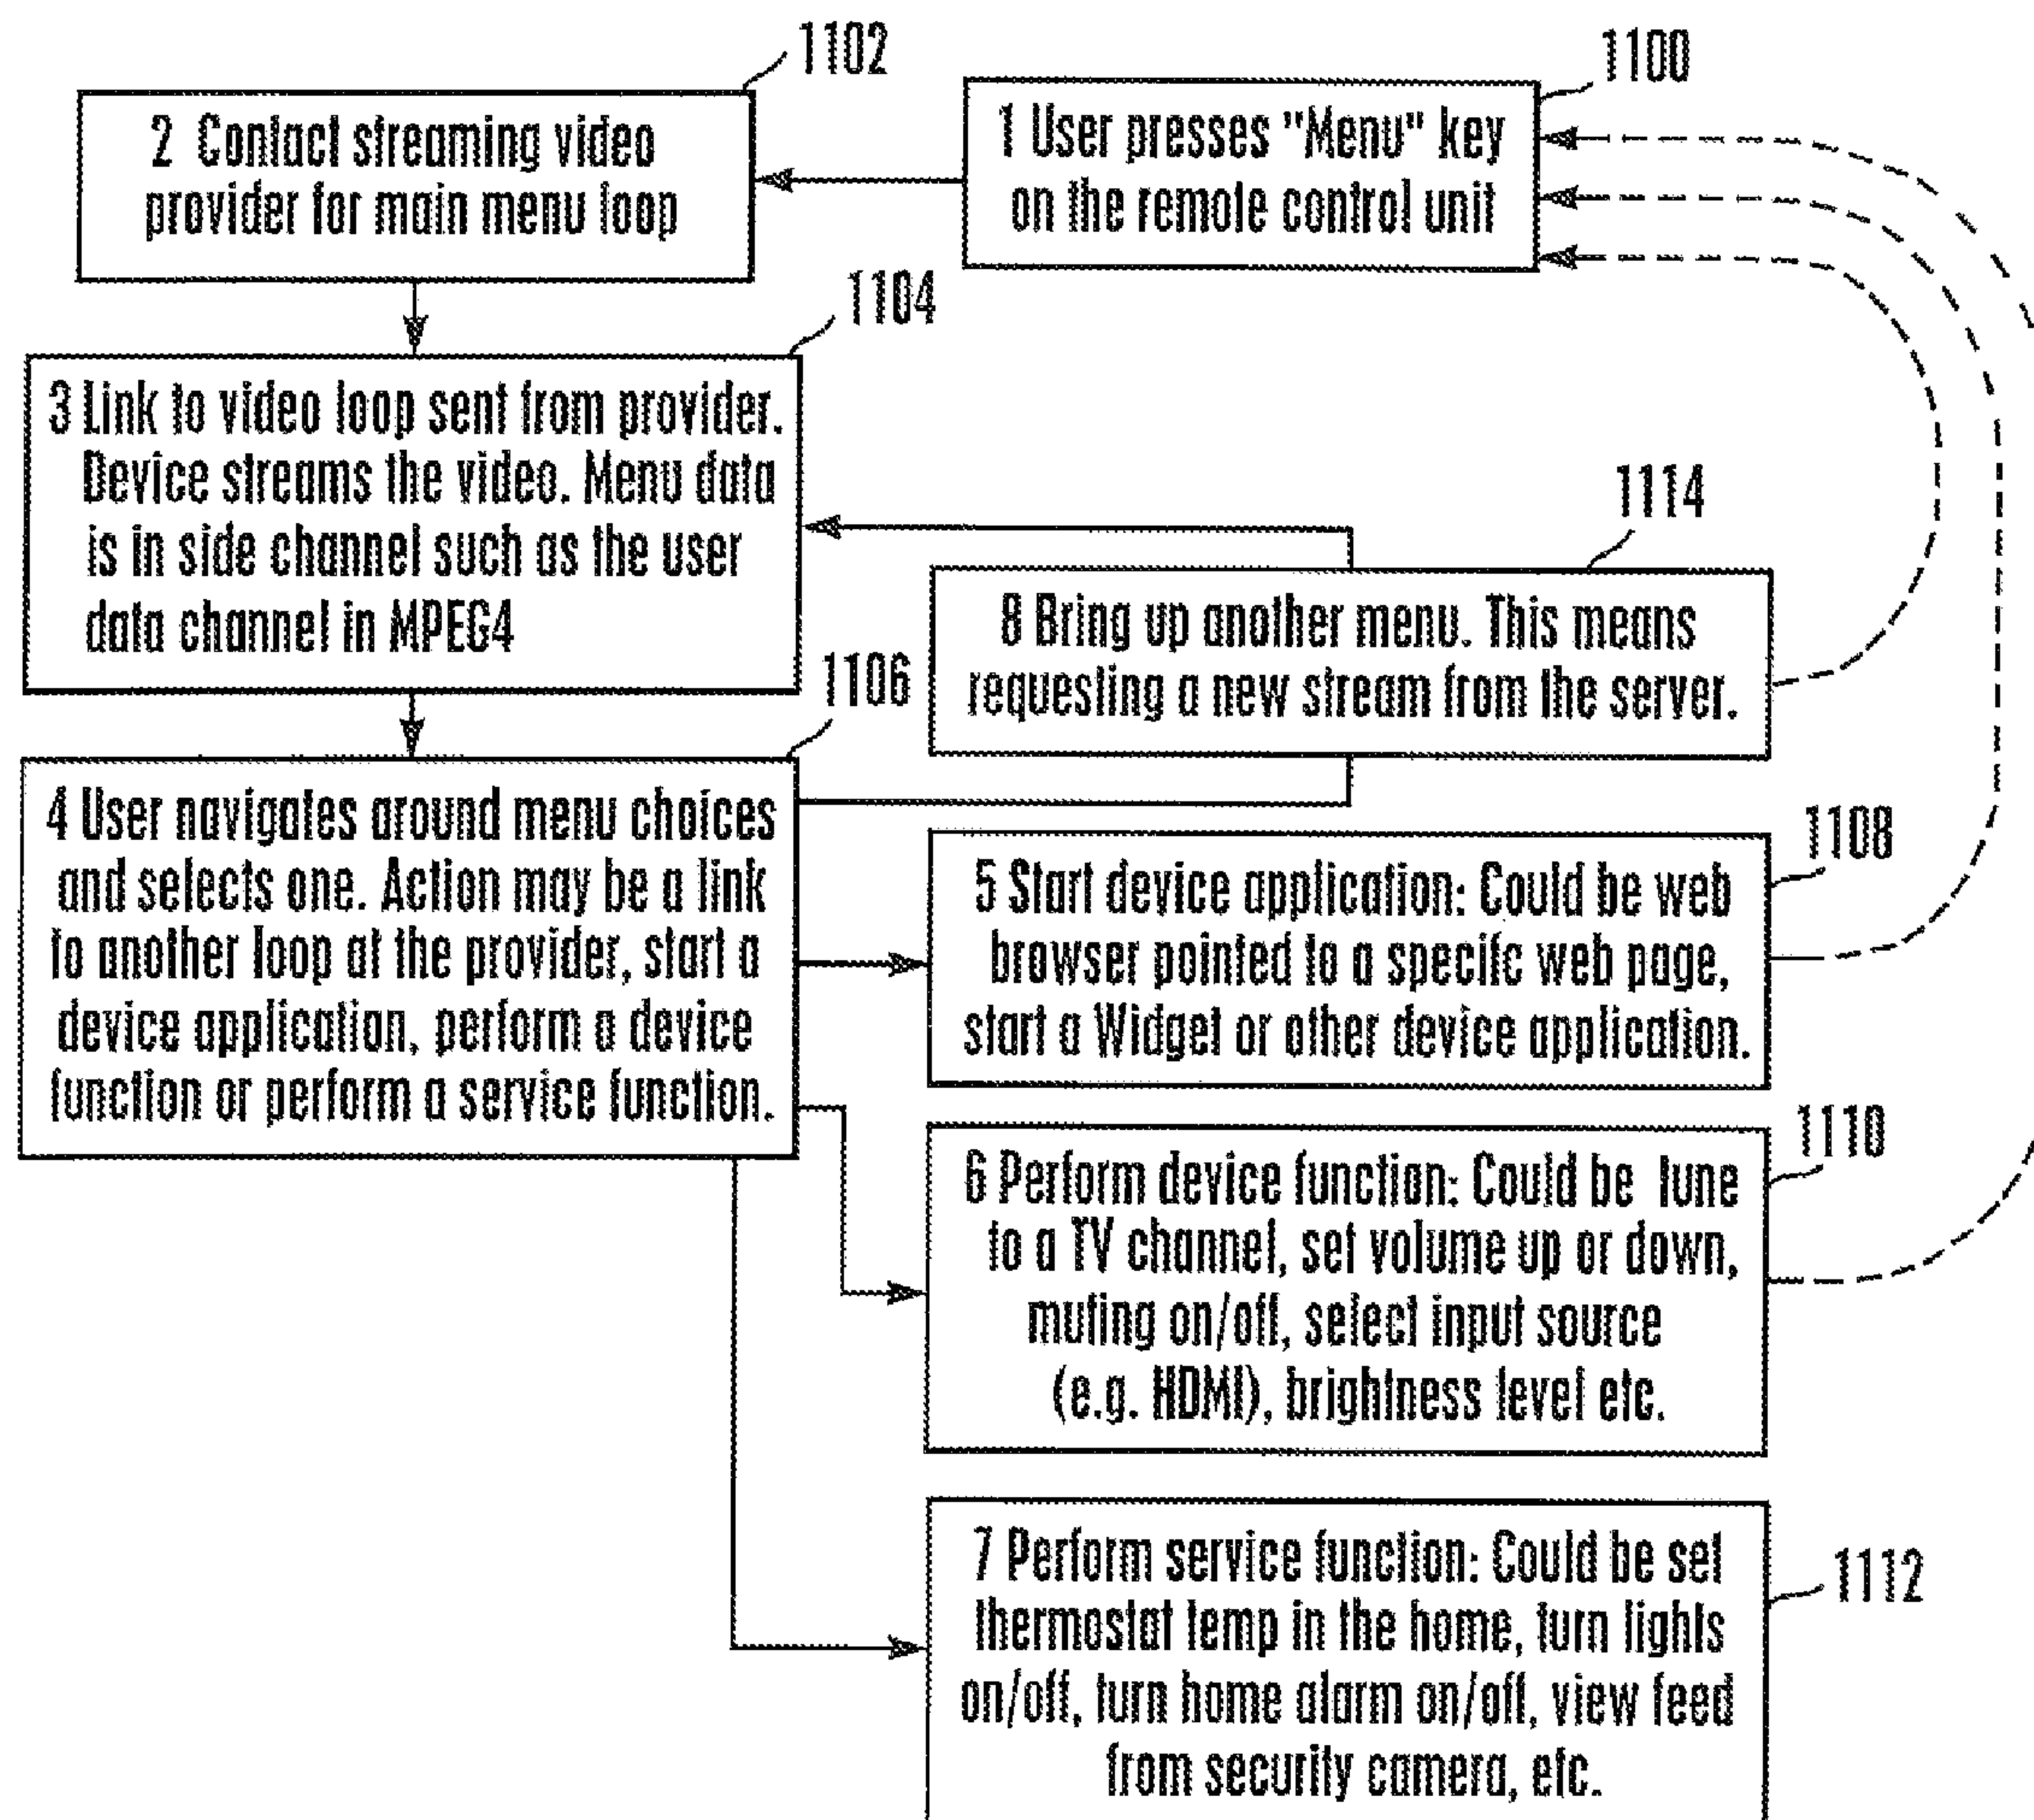 1102
2 Contact streaming video
provider for main menu loop
1100
1 User presses "Menu" key
on the remote control unit
1104
3 Link to video loop sent from provider.
Device streams the video. Menu data
is in side channel such as the user
data channel in MPEG4
1114
8 Bring up another menu. This means
requesting a new stream from the server.
1106
4 User navigates around menu choices
and selects one. Action may be a link
to another loop at the provider, start a
device application, perform a device
function or perform a service function.
1108
5 Start device application: Could be web
browser pointed to a specifc web page,
start a Widget or other device application.
1110
6 Perform device function: Could be tune
to a TV channel, set volume up or down,
muting on/off, select input source
(e.g. HDMI), brightness level etc.
1112
7 Perform service function: Could be set
thermostat temp in the home, turn lights
on/off, turn home alarm on/off, view feed
from security camera, etc.